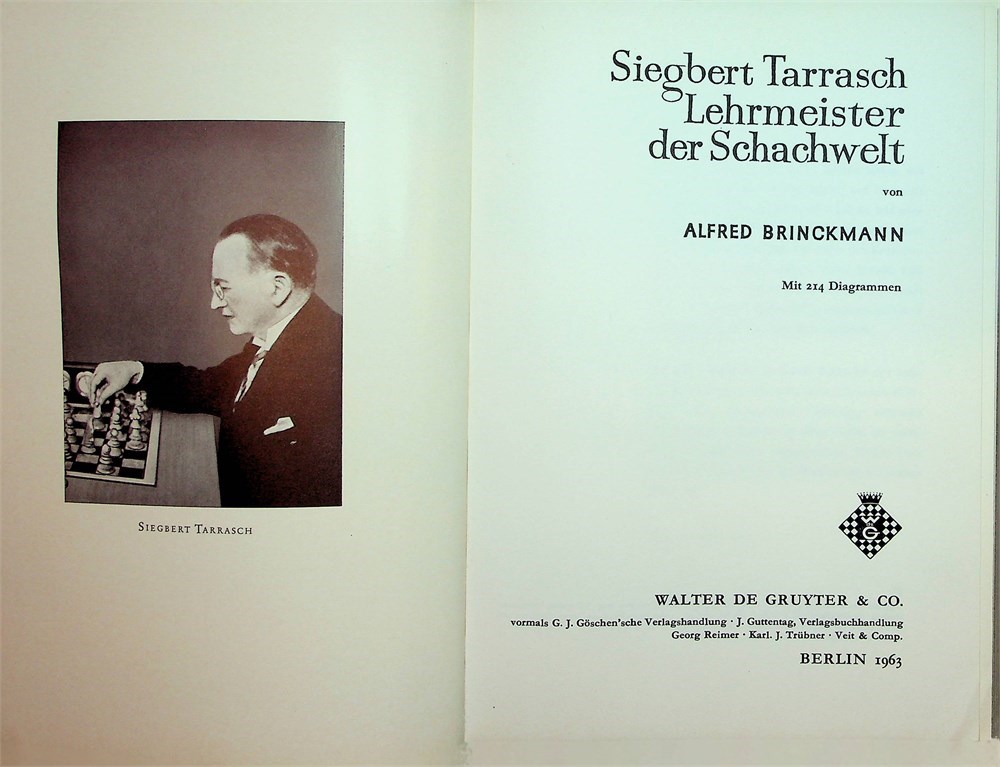 SIEGBERT TARRASCH
Siegbert Tarrasch
Lehrmeister
der Schachwelt
von
ALFRED BRINCKMANN
Mit 214 Diagrammen
W
G
WALTER DE GRUYTER & CO.
vormals G. J. Göschen'sche Verlagshandlung · J. Guttentag, Verlagsbuchhandlung
Georg Reimer · Karl. J. Trübner · Veit & Comp.
BERLIN 1963